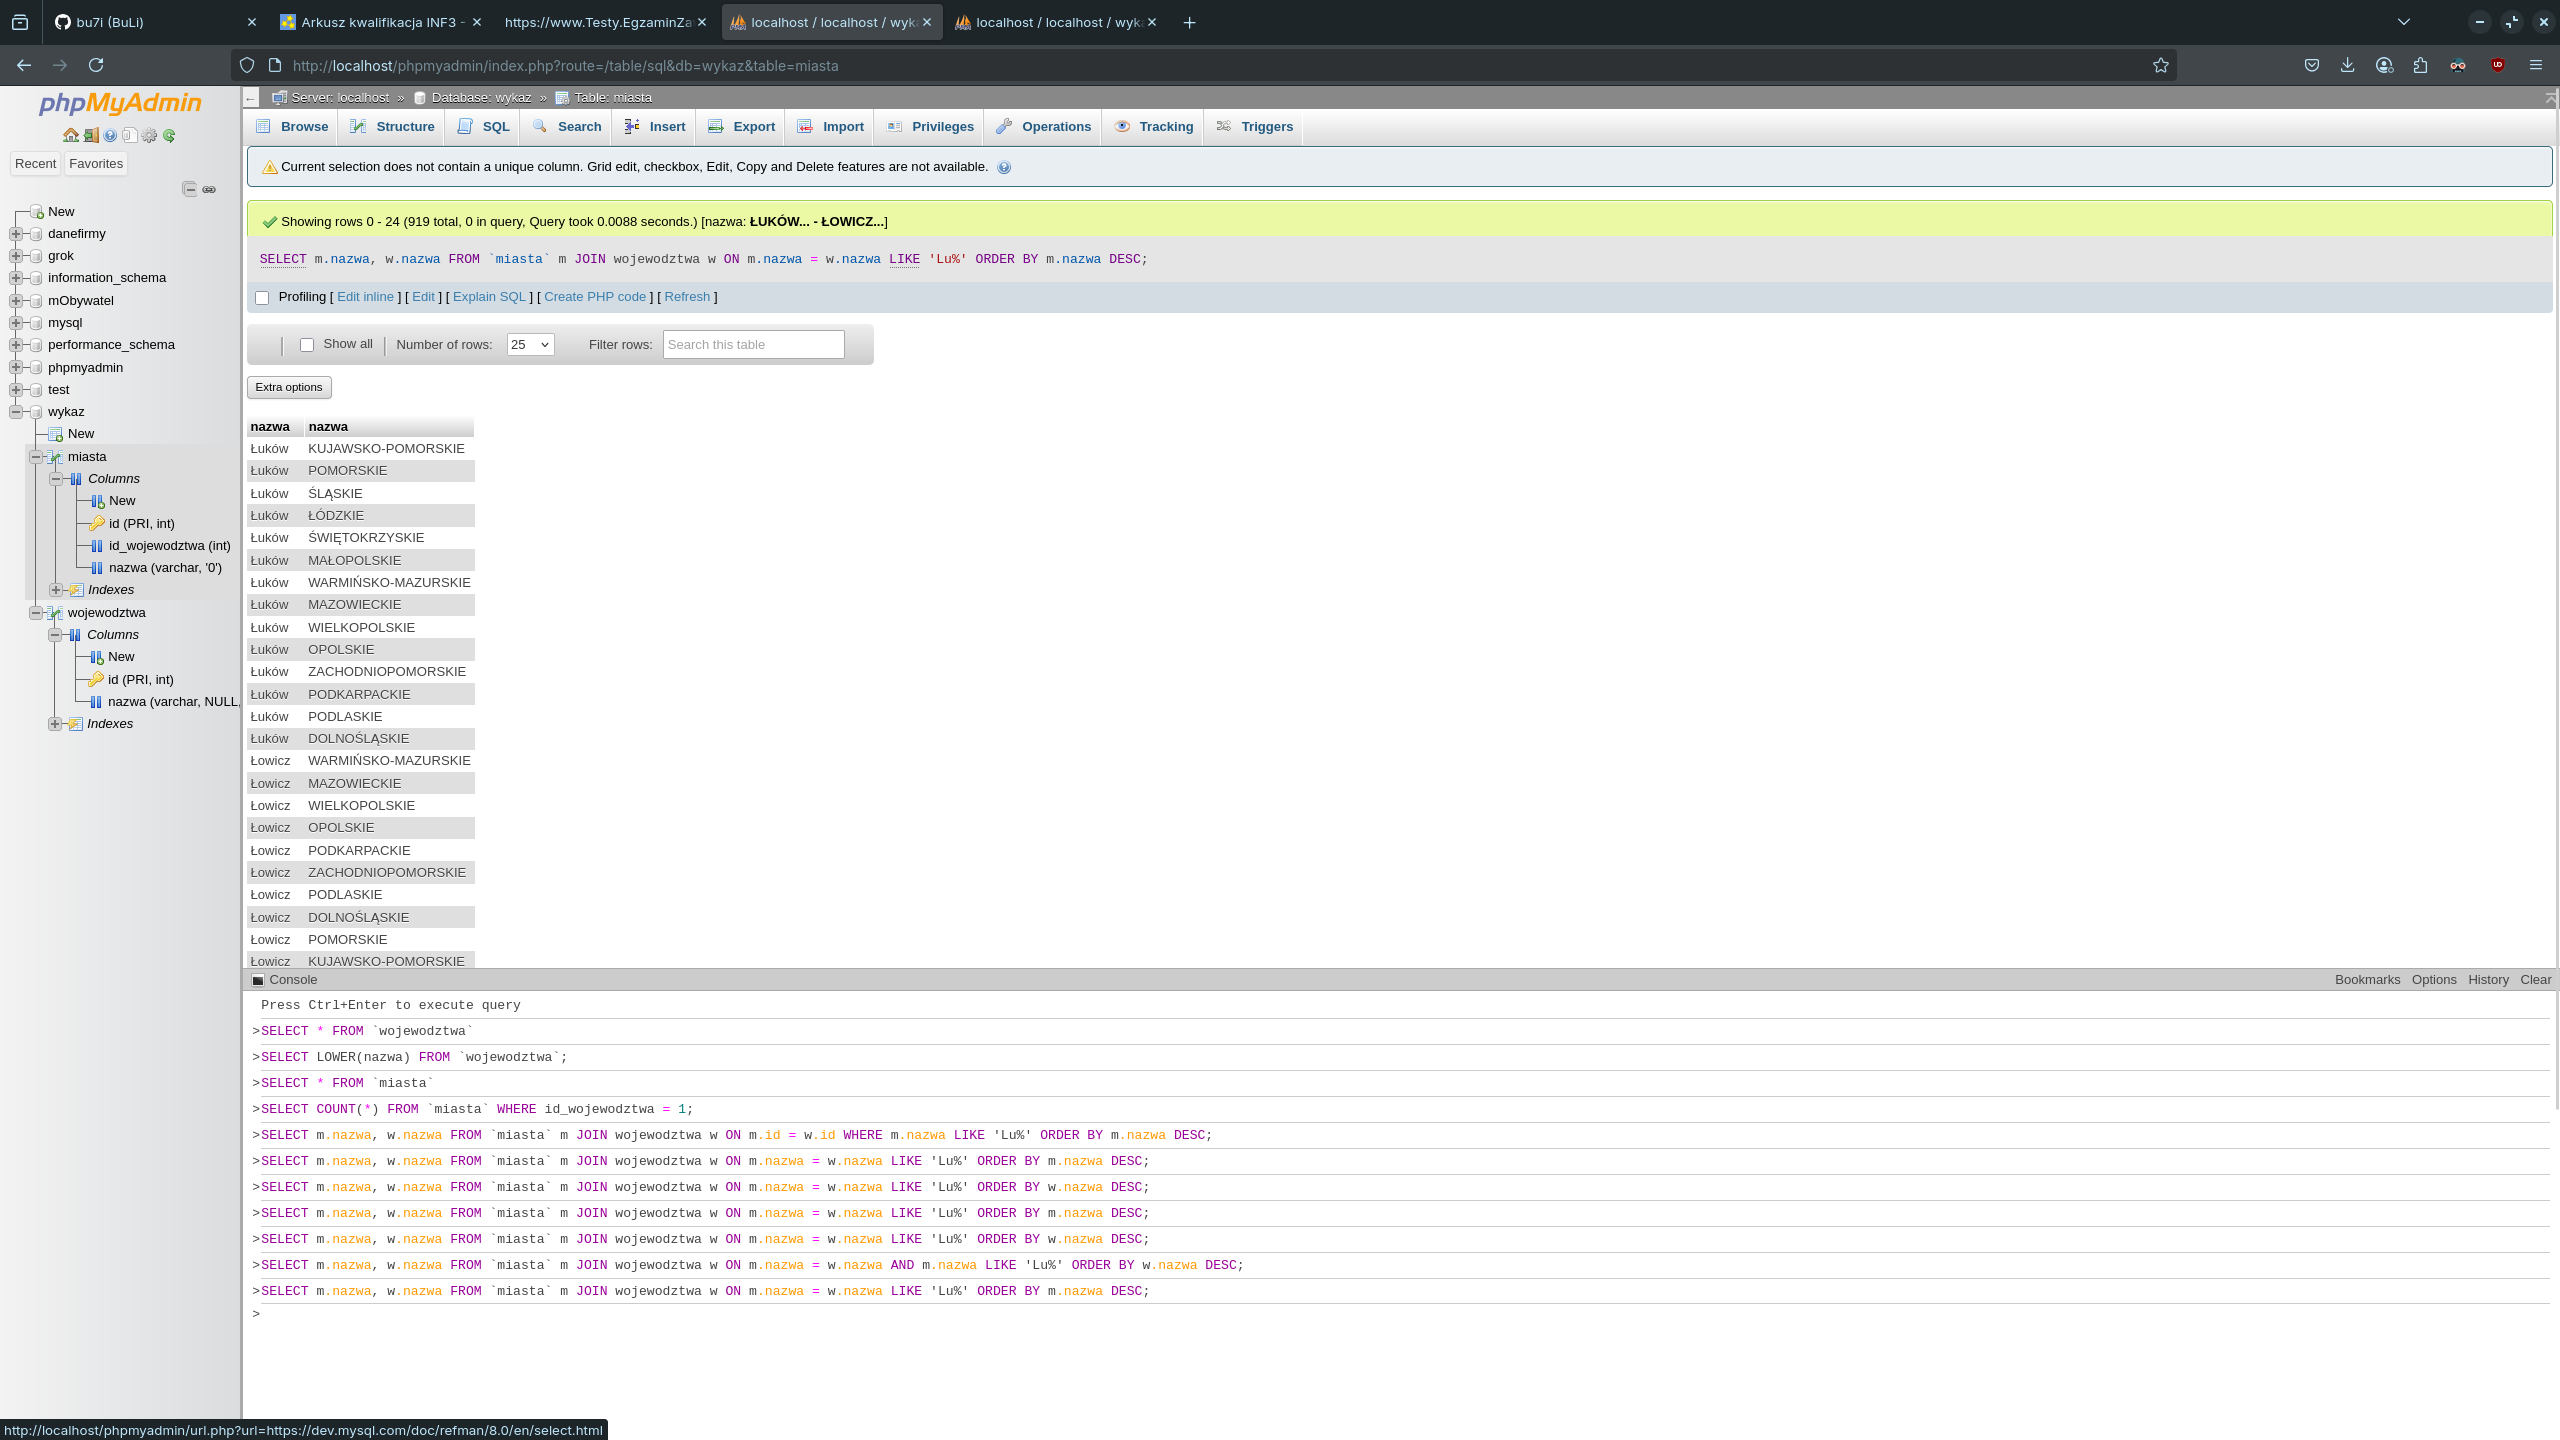 bu7i (BuLi)
Arkusz kwalifikacja INF3 -
https://www.Testy.EgzaminZa
localhost / localhost / wyk
localhost / localhost / wyk
http://localhost/phpmyadmin/index.php?route=/table/sql&db=wykaz&table=miasta
phpMyAdmin
Recent Favorites
New
danefirmy
grok
information_schema
mObywatel
mysql
performance_schema
phpmyadmin
test
wykaz
New
miasta
Columns
New
id (PRI, int)
id_wojewodztwa (int)
nazwa (varchar, '0')
Indexes
wojewodztwa
Columns
New
id (PRI, int)
nazwa (varchar, NULL,
Indexes
Server: localhost » Database: wykaz » Table: miasta
Browse Structure SQL Search Insert Export Import Privileges Operations Tracking Triggers
Current selection does not contain a unique column. Grid edit, checkbox, Edit, Copy and Delete features are not available.
Showing rows 0 - 24 (919 total, 0 in query, Query took 0.0088 seconds.) [nazwa: ŁUKÓW... - ŁOWICZ...]
SELECT m.nazwa, w.nazwa FROM `miasta` m JOIN wojewodztwa w ON m.nazwa = w.nazwa LIKE 'Lu%' ORDER BY m.nazwa DESC;
Profiling [ Edit inline ] [ Edit ] [ Explain SQL ] [ Create PHP code ] [ Refresh ]
Show all Number of rows: 25 Filter rows: Search this table
Extra options
nazwa nazwa
Łuków KUJAWSKO-POMORSKIE
Łuków POMORSKIE
Łuków ŚLĄSKIE
Łuków ŁÓDZKIE
Łuków ŚWIĘTOKRZYSKIE
Łuków MAŁOPOLSKIE
Łuków WARMIŃSKO-MAZURSKIE
Łuków MAZOWIECKIE
Łuków WIELKOPOLSKIE
Łuków OPOLSKIE
Łuków ZACHODNIOPOMORSKIE
Łuków PODKARPACKIE
Łuków PODLASKIE
Łuków DOLNOŚLĄSKIE
Łowicz WARMIŃSKO-MAZURSKIE
Łowicz MAZOWIECKIE
Łowicz WIELKOPOLSKIE
Łowicz OPOLSKIE
Łowicz PODKARPACKIE
Łowicz ZACHODNIOPOMORSKIE
Łowicz PODLASKIE
Łowicz DOLNOŚLĄSKIE
Łowicz POMORSKIE
Łowicz KUJAWSKO-POMORSKIE
Console Bookmarks Options History Clear
Press Ctrl+Enter to execute query
>SELECT * FROM `wojewodztwa`
>SELECT LOWER(nazwa) FROM `wojewodztwa`;
>SELECT * FROM `miasta`
>SELECT COUNT(*) FROM `miasta` WHERE id_wojewodztwa = 1;
>SELECT m.nazwa, w.nazwa FROM `miasta` m JOIN wojewodztwa w ON m.id = w.id WHERE m.nazwa LIKE 'Lu%' ORDER BY m.nazwa DESC;
>SELECT m.nazwa, w.nazwa FROM `miasta` m JOIN wojewodztwa w ON m.nazwa = w.nazwa LIKE 'Lu%' ORDER BY m.nazwa DESC;
>SELECT m.nazwa, w.nazwa FROM `miasta` m JOIN wojewodztwa w ON m.nazwa = w.nazwa LIKE 'Lu%' ORDER BY w.nazwa DESC;
>SELECT m.nazwa, w.nazwa FROM `miasta` m JOIN wojewodztwa w ON m.nazwa = w.nazwa LIKE 'Lu%' ORDER BY m.nazwa DESC;
>SELECT m.nazwa, w.nazwa FROM `miasta` m JOIN wojewodztwa w ON m.nazwa = w.nazwa LIKE 'Lu%' ORDER BY w.nazwa DESC;
>SELECT m.nazwa, w.nazwa FROM `miasta` m JOIN wojewodztwa w ON m.nazwa = w.nazwa AND m.nazwa LIKE 'Lu%' ORDER BY w.nazwa DESC;
>SELECT m.nazwa, w.nazwa FROM `miasta` m JOIN wojewodztwa w ON m.nazwa = w.nazwa LIKE 'Lu%' ORDER BY m.nazwa DESC;
>
http://localhost/phpmyadmin/url.php?url=https://dev.mysql.com/doc/refman/8.0/en/select.html